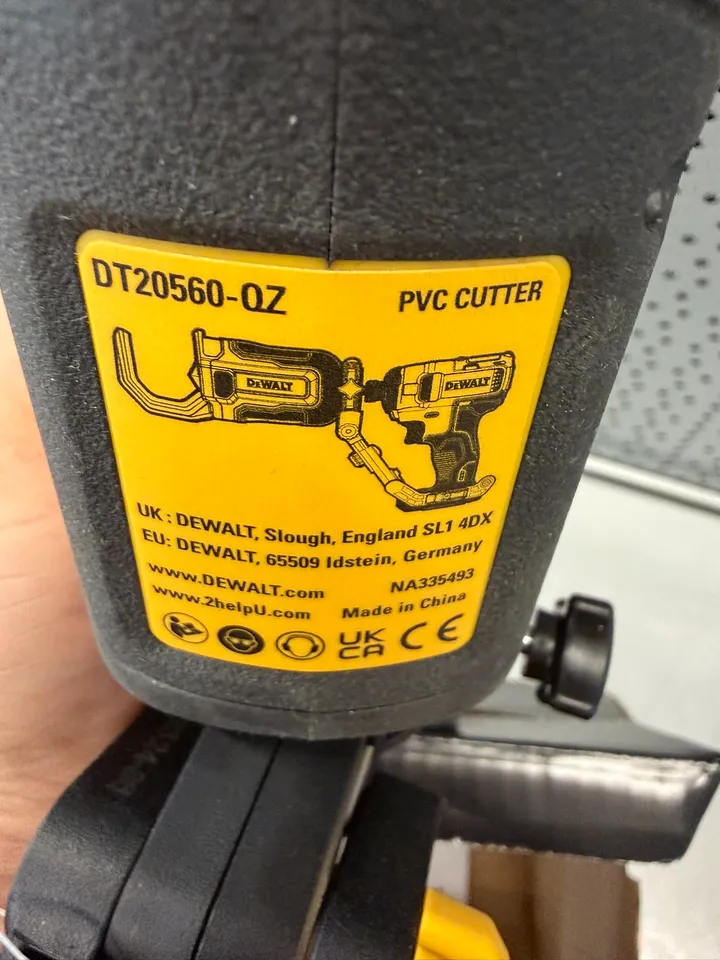 DT20560-QZ
PVC CUTTER
DEWALT
DEWALT
UK: DEWALT, Slough, England SL1 4DX
EU: DEWALT, 65509 Idstein, Germany
www.DEWALT.com
NA335493
www.2helpU.com
Made in China
UK
CA
CE